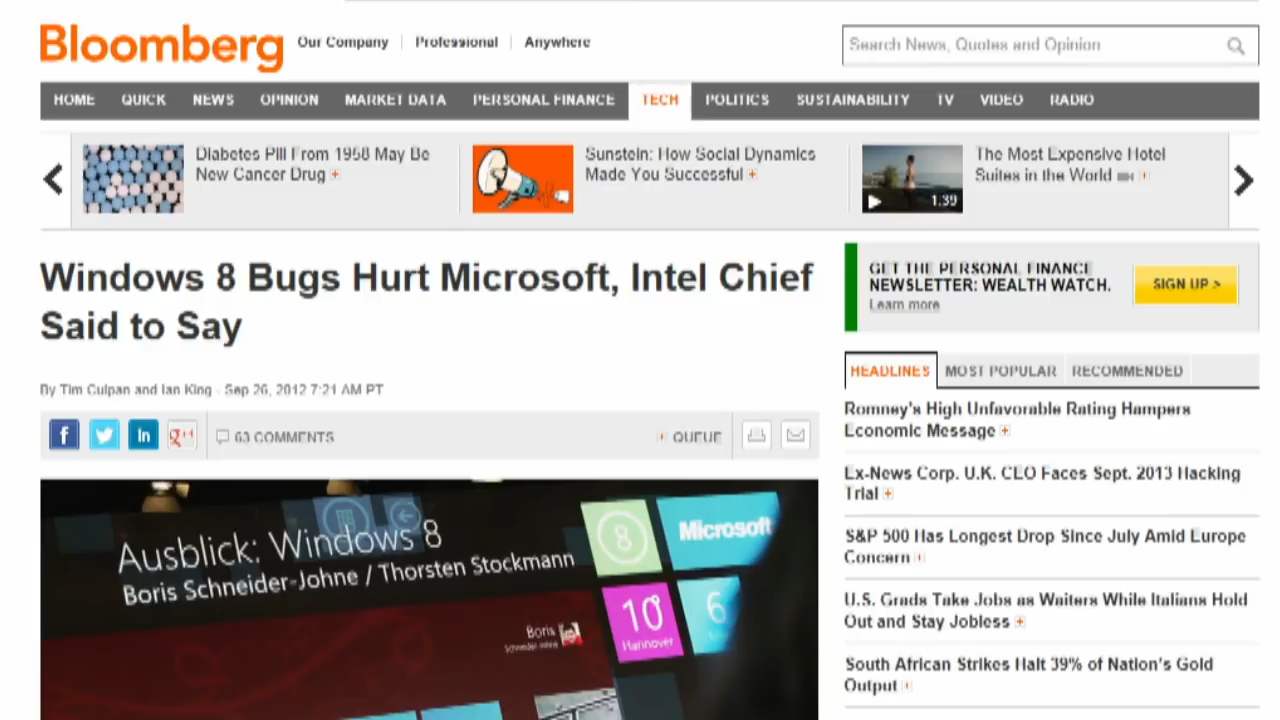 Bloomberg
Our Company
Professional
Anywhere
Search News, Quotes and Opinion
HOME
QUICK
NEWS
OPINION
MARKET DATA
PERSONAL FINANCE
TECH
POLITICS
SUSTAINABILITY
TV
VIDEO
RADIO
Diabetes Pill From 1958 May Be
New Cancer Drug
Sunstein: How Social Dynamics
Made You Successful
1:39
The Most Expensive Hotel
Suites in the World
Windows 8 Bugs Hurt Microsoft, Intel Chief
Said to Say
By Tim Culpan and Ian King - Sep 26, 2012 7:21 AM PT
f
in
g+1
63 COMMENTS
+ QUEUE
Ausblick: Windows 8
Boris Schneider-Johne / Thorsten Stockmann
Boris
Schneider-Johne
8
Microsoft
10°
Hannover
6
GET THE PERSONAL FINANCE
NEWSLETTER: WEALTH WATCH.
Learn more
SIGN UP >
HEADLINES
MOST POPULAR
RECOMMENDED
Romney's High Unfavorable Rating Hampers
Economic Message
Ex-News Corp. U.K. CEO Faces Sept. 2013 Hacking
Trial
S&P 500 Has Longest Drop Since July Amid Europe
Concern
U.S. Grads Take Jobs as Waiters While Italians Hold
Out and Stay Jobless
South African Strikes Halt 39% of Nation's Gold
Output